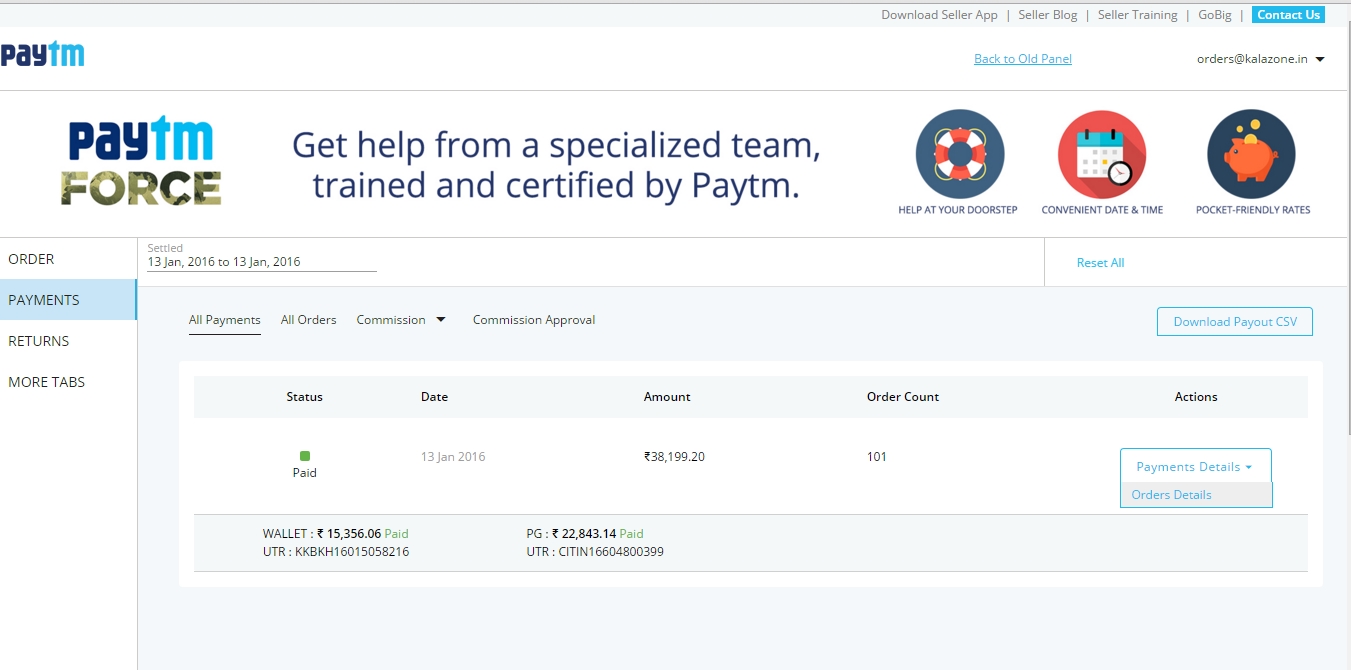 Download Seller App | Seller Blog | Seller Training | GoBig | Contact Us
paytm
Back to Old Panel
orders@kalazone.in
paytm
FORCE
Get help from a specialized team,
trained and certified by Paytm.
HELP AT YOUR DOORSTEP
CONVENIENT DATE & TIME
POCKET-FRIENDLY RATES
ORDER
PAYMENTS
RETURNS
MORE TABS
Settled
13 Jan, 2016 to 13 Jan, 2016
Reset All
All Payments All Orders Commission Commission Approval
Download Payout CSV
Status Date Amount Order Count Actions
Paid
13 Jan 2016
₹38,199.20
101
Payments Details
Orders Details
WALLET : ₹ 15,356.06 Paid
UTR : KKBKH16015058216
PG : ₹ 22,843.14 Paid
UTR : CITIN16604800399